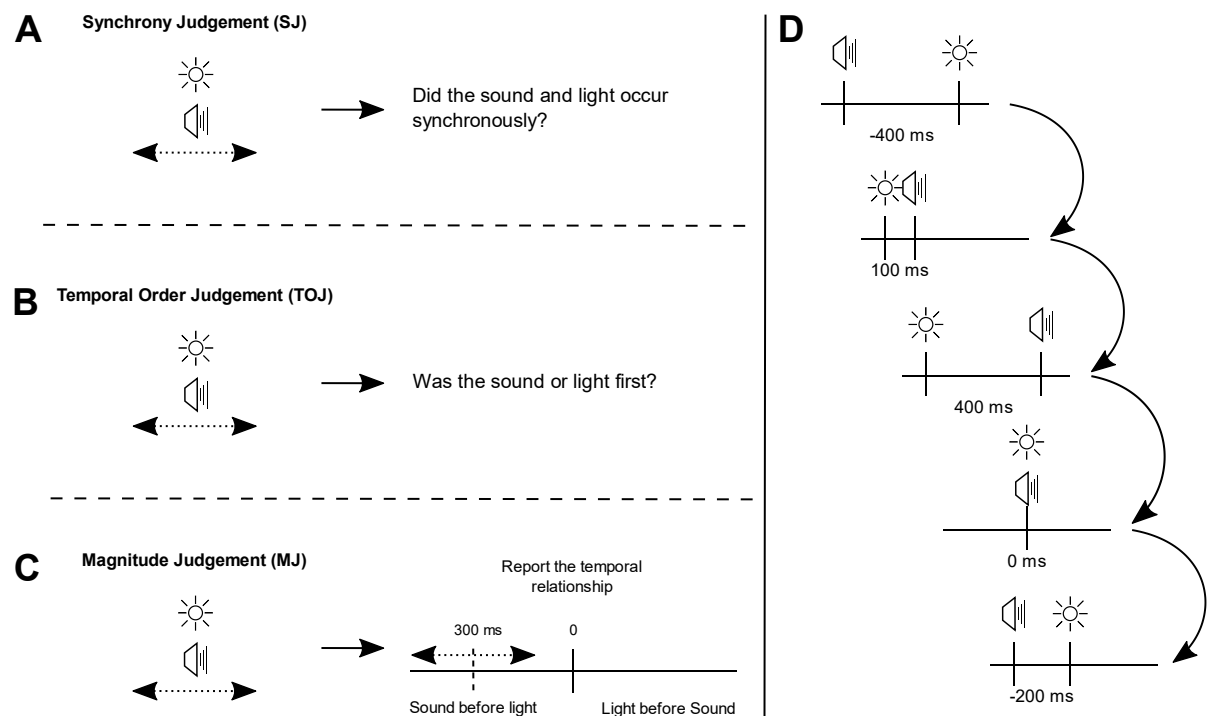 A
Synchrony Judgement (SJ)
Did the sound and light occur
synchronously?
B
Temporal Order Judgement (TOJ)
Was the sound or light first?
C
Magnitude Judgement (MJ)
Report the temporal
relationship
300 ms
0
Sound before light
Light before Sound
D
-400 ms
100 ms
400 ms
0 ms
-200 ms